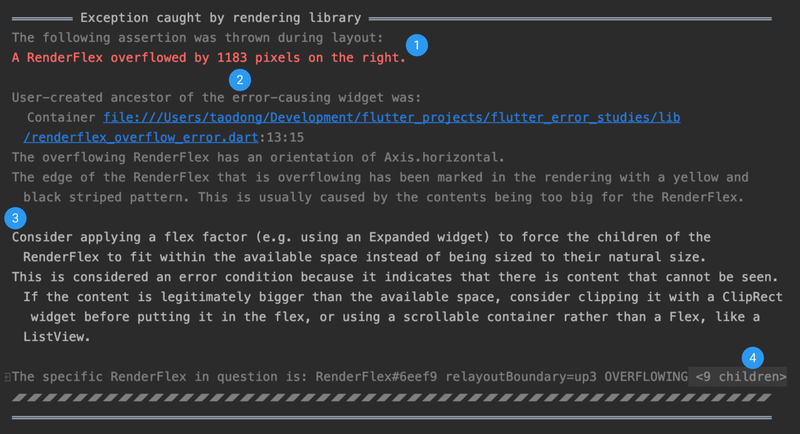 Exception caught by rendering library
The following assertion was thrown during layout:
A RenderFlex overflowed by 1183 pixels on the right.
1
2
User-created ancestor of the error-causing widget was:
Container file:///Users/taodong/Development/flutter_projects/flutter_error_studies/lib
/renderflex_overflow_error.dart:13:15
The overflowing RenderFlex has an orientation of Axis.horizontal.
The edge of the RenderFlex that is overflowing has been marked in the rendering with a yellow and
black striped pattern. This is usually caused by the contents being too big for the RenderFlex.
3
Consider applying a flex factor (e.g. using an Expanded widget) to force the children of the
RenderFlex to fit within the available space instead of being sized to their natural size.
This is considered an error condition because it indicates that there is content that cannot be seen.
If the content is legitimately bigger than the available space, consider clipping it with a ClipRect
widget before putting it in the flex, or using a scrollable container rather than a Flex, like a
ListView.
4
The specific RenderFlex in question is: RenderFlex#6eef9 relayoutBoundary=up3 OVERFLOWING <9 children>